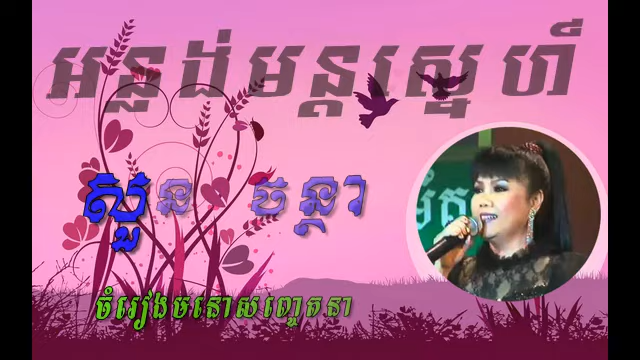 អន្លង់មន្តស្នេហ៍
សួន ចន្ថា
ចំរៀងមនោសញ្ចេតនា